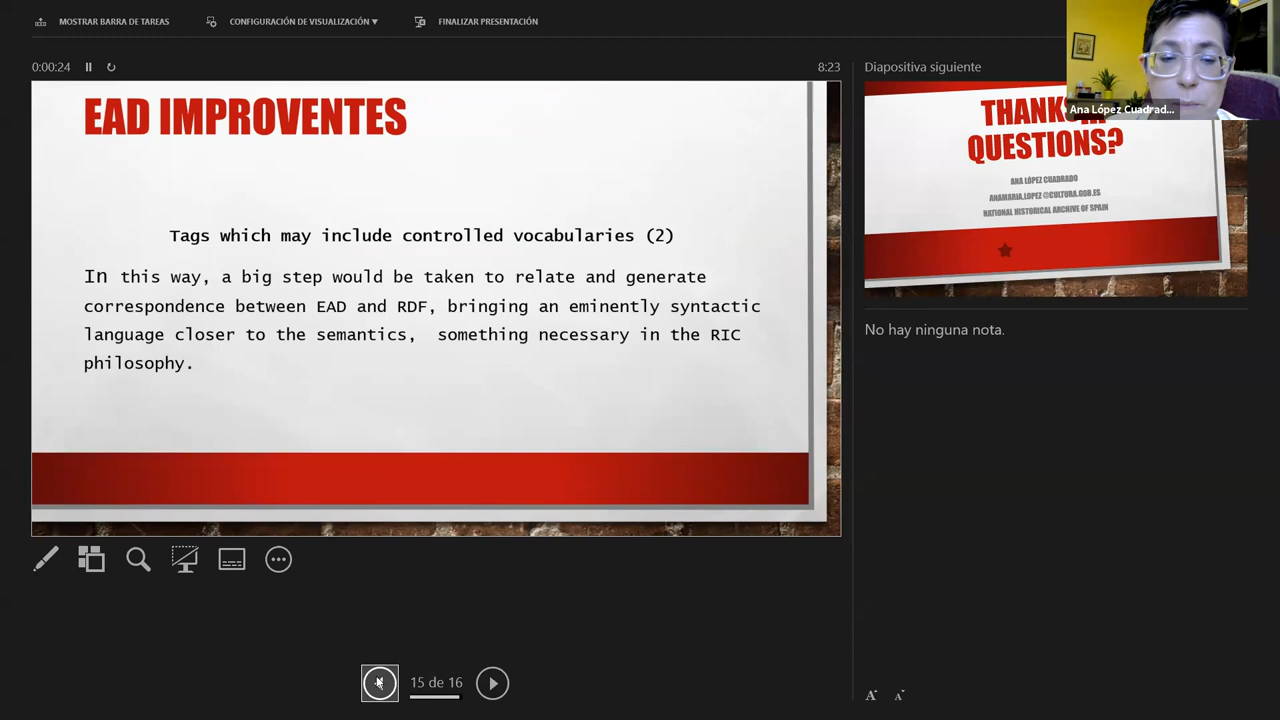 MOSTRAR BARRA DE TAREAS
CONFIGURACIÓN DE VISUALIZACIÓN ▼
FINALIZAR PRESENTACIÓN
0:00:24
8:23
EAD IMPROVENTES
Tags which may include controlled vocabularies (2)
In this way, a big step would be taken to relate and generate
correspondence between EAD and RDF, bringing an eminently syntactic
language closer to the semantics, something necessary in the RIC
philosophy.
15 de 16
Diapositiva siguiente
Ana López Cuadrad...
QUESTIONS?
ANA LÓPEZ CUADRADO
ANAMARIA.LOPEZ @CULTURA.GOB.ES
NATIONAL HISTORICAL ARCHIVE OF SPAIN
No hay ninguna nota.
A A